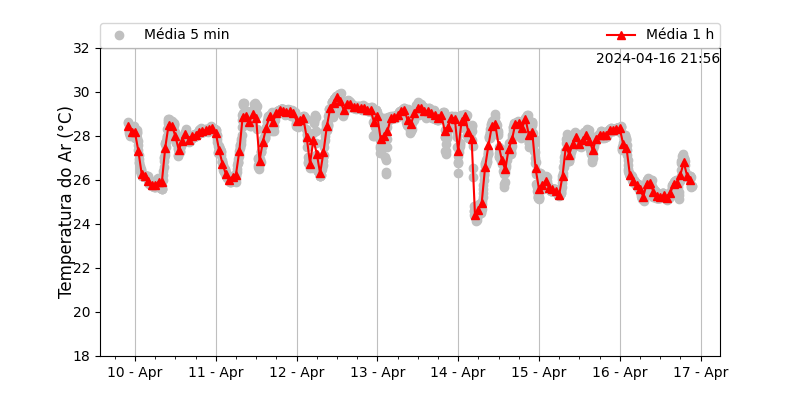 Média 5 min
Média 1 h
2024-04-16 21:56
Temperatura do Ar (°C)
32
30
28
26
24
22
20
18
10 - Apr
11 - Apr
12 - Apr
13 - Apr
14 - Apr
15 - Apr
16 - Apr
17 - Apr